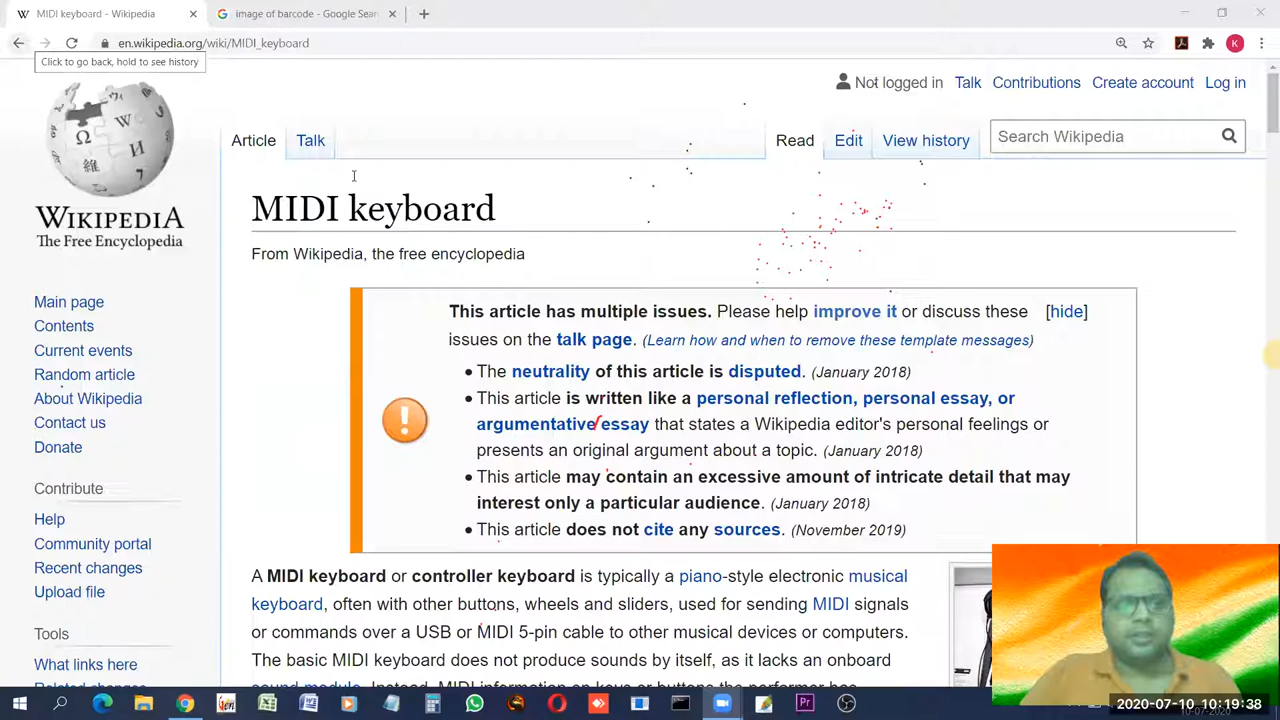 MIDI keyboard - Wikipedia
image of barcode - Google Sear
en.wikipedia.org/wiki/MIDI_keyboard
K
Click to go back, hold to see history
Not logged in Talk Contributions Create account Log in
Article Talk Read Edit View history Search Wikipedia
WIKIPEDIA
The Free Encyclopedia
MIDI keyboard
From Wikipedia, the free encyclopedia
Main page
Contents
Current events
Random article
About Wikipedia
Contact us
Donate
Contribute
Help
Community portal
Recent changes
Upload file
Tools
What links here
This article has multiple issues. Please help improve it or discuss these [hide]
issues on the talk page. (Learn how and when to remove these template messages)
• The neutrality of this article is disputed. (January 2018)
• This article is written like a personal reflection, personal essay, or
argumentative essay that states a Wikipedia editor's personal feelings or
presents an original argument about a topic. (January 2018)
• This article may contain an excessive amount of intricate detail that may
interest only a particular audience. (January 2018)
• This article does not cite any sources. (November 2019)
A MIDI keyboard or controller keyboard is typically a piano-style electronic musical
keyboard, often with other buttons, wheels and sliders, used for sending MIDI signals
or commands over a USB or MIDI 5-pin cable to other musical devices or computers.
The basic MIDI keyboard does not produce sounds by itself, as it lacks an onboard
2020-07-10 10:19:38
10-07-2020